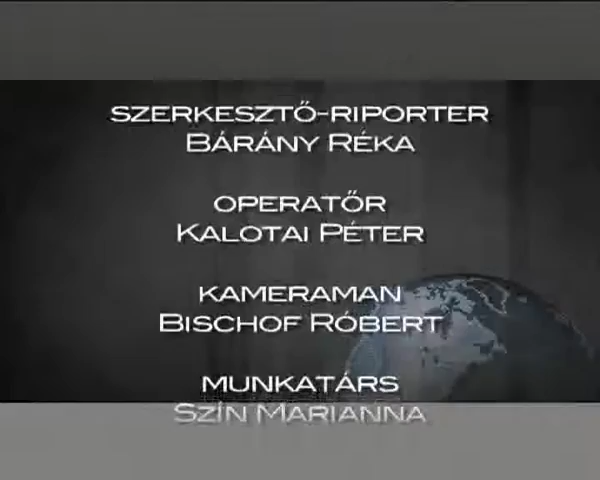 SZERKESZTŐ-RIPORTER
BÁRÁNY RÉKA
OPERATŐR
KALOTAI PÉTER
KAMERAMAN
BISCHOF RÓBERT
MUNKATÁRS
SZÍN MARIANNA